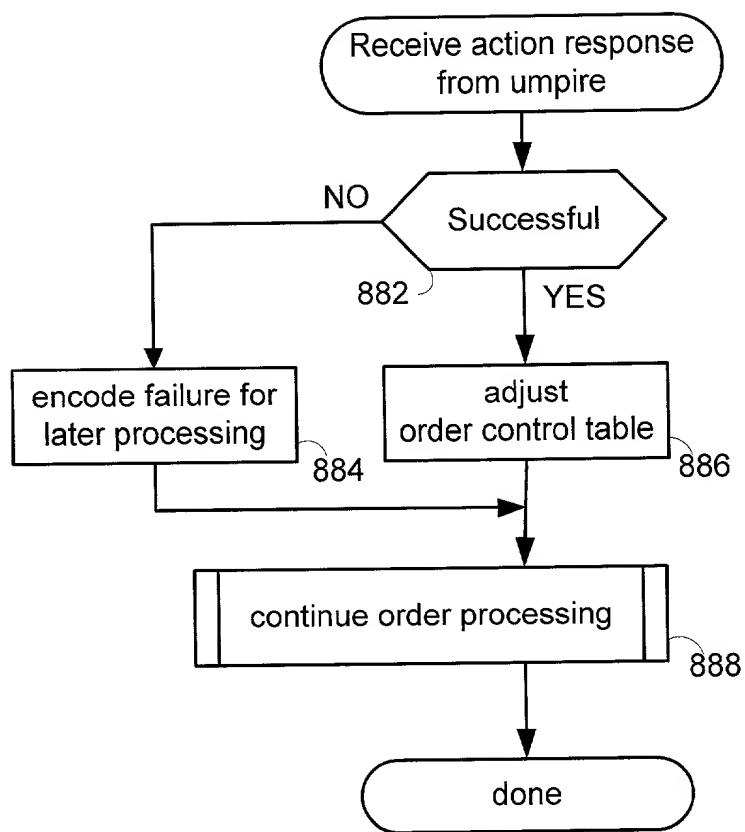 Receive action response
from umpire
NO
Successful
882
YES
encode failure for
later processing
884
adjust
order control table
886
continue order processing
888
done